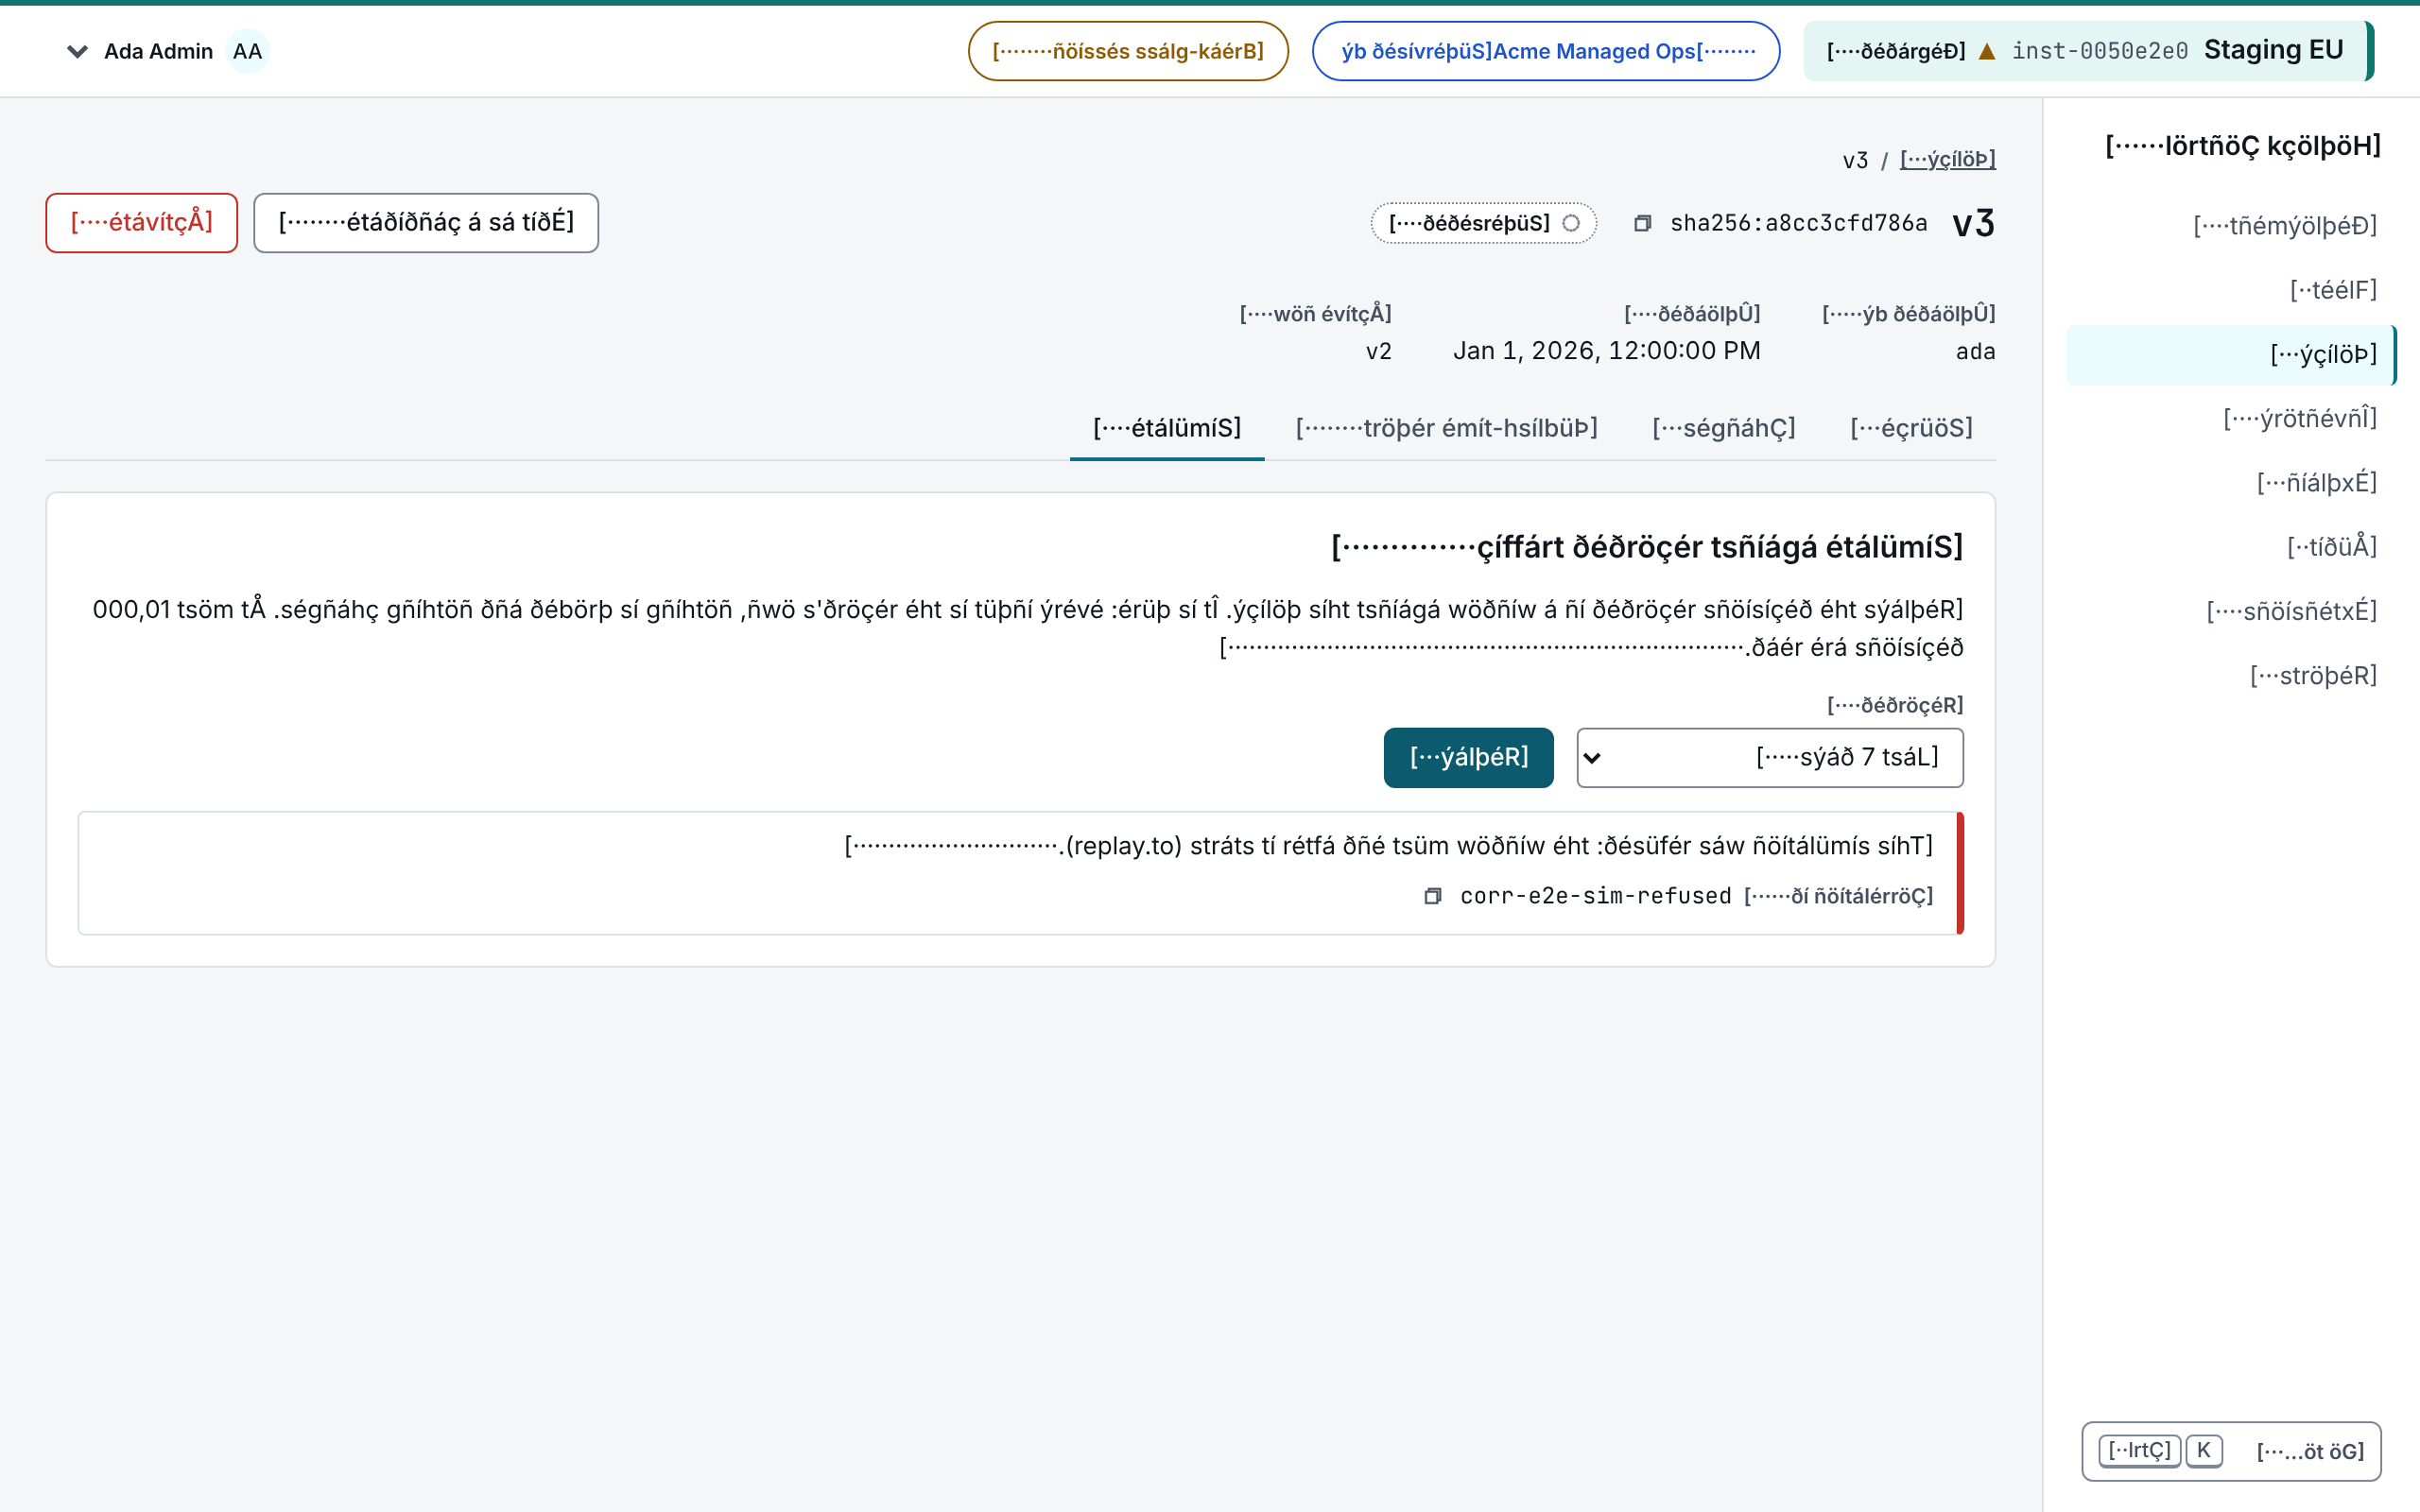 Staging EU inst-0050e2e0 ▲ [····ðéðárgéÐ]
ýb ðésívréþüS]Acme Managed Ops[········
[········ñöíssés ssálg-káérB]
AA Ada Admin
[······lörtñöÇ kçölþöH]
[····tñémýölþéÐ]
[··téélF]
[···ýçílöÞ]
[····ýrötñévñÎ]
[···ñíálþxÉ]
[··tíðüÅ]
[····sñöísñétxÉ]
[···ströþéR]
[···...öt öG]
K [··lrtÇ]
v3 / [···ýçílöÞ]
v3
sha256:a8cc3cfd786a
[····ðéðésréþüS]
[········étáðíðñáç á sá tíðÉ]
[····étávítçÅ]
[·····ýb ðéðáölþÛ]
ada
[····ðéðáölþÛ]
Jan 1, 2026, 12:00:00 PM
[····wöñ évítçÅ]
v2
[···éçrüöS]
[···ségñáhÇ]
[········tröþér émít-hsílbüÞ]
[····étálümíS]
[··············çíffárt ðéðröçér tsñíágá étálümíS]
000,01 tsöm tÅ .ségñáhç gñíhtöñ ðñá ðébörþ sí gñíhtöñ ,ñwö s'ðröçér éht sí tüþñí ýrévé :érüþ sí tÎ .ýçílöþ síht tsñíágá wöðñíw á ñí ðéðröçér sñöísíçéð éht sýálþéR]
[·········································································.ðáér érá sñöísíçéð
[····ðéðröçéR]
[·····sýáð 7 tsáL]
[···ýálþéR]
[·····························.(replay.to) stráts tí rétfá ðñé tsüm wöðñíw éht :ðésüfér sáw ñöítálümís síhT]
corr-e2e-sim-refused [······ðí ñöítálérröÇ]